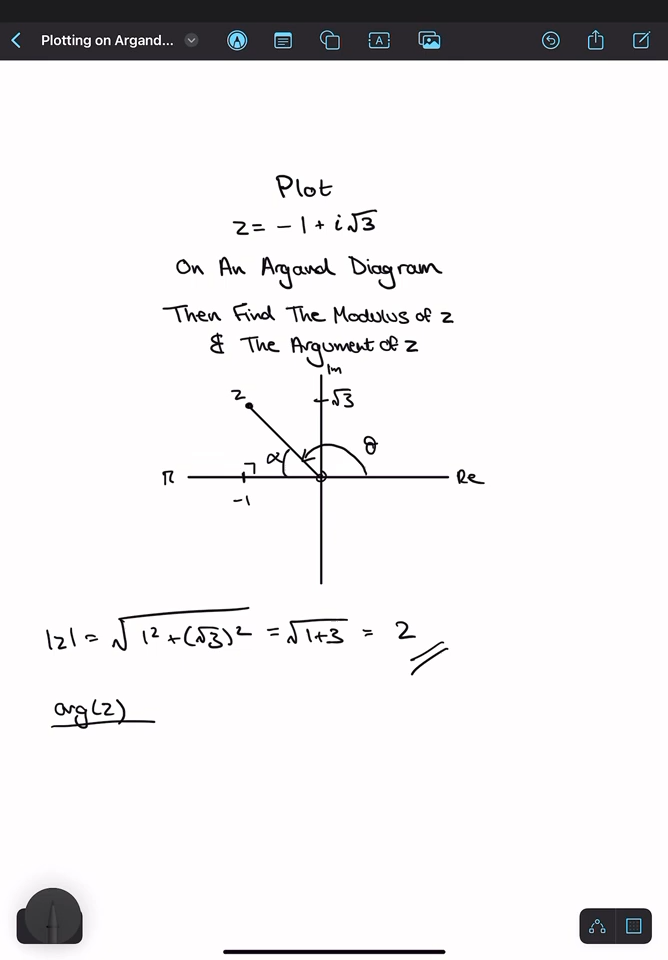 Plotting on Argand...
Plot
z = -1 + i√3
On An Argand Diagram
Then Find The Modulus of z
& The Argument of z
Im
z
√3
α
θ
π
Re
-1
|z| = √(1² + (√3)²) = √(1+3) = 2
arg(z)